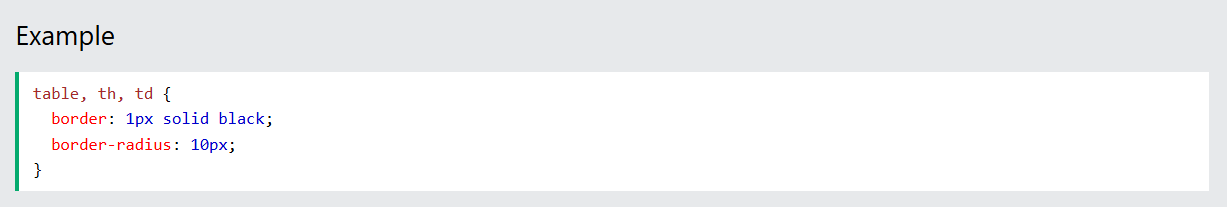 Example
table, th, td {
  border: 1px solid black;
  border-radius: 10px;
}